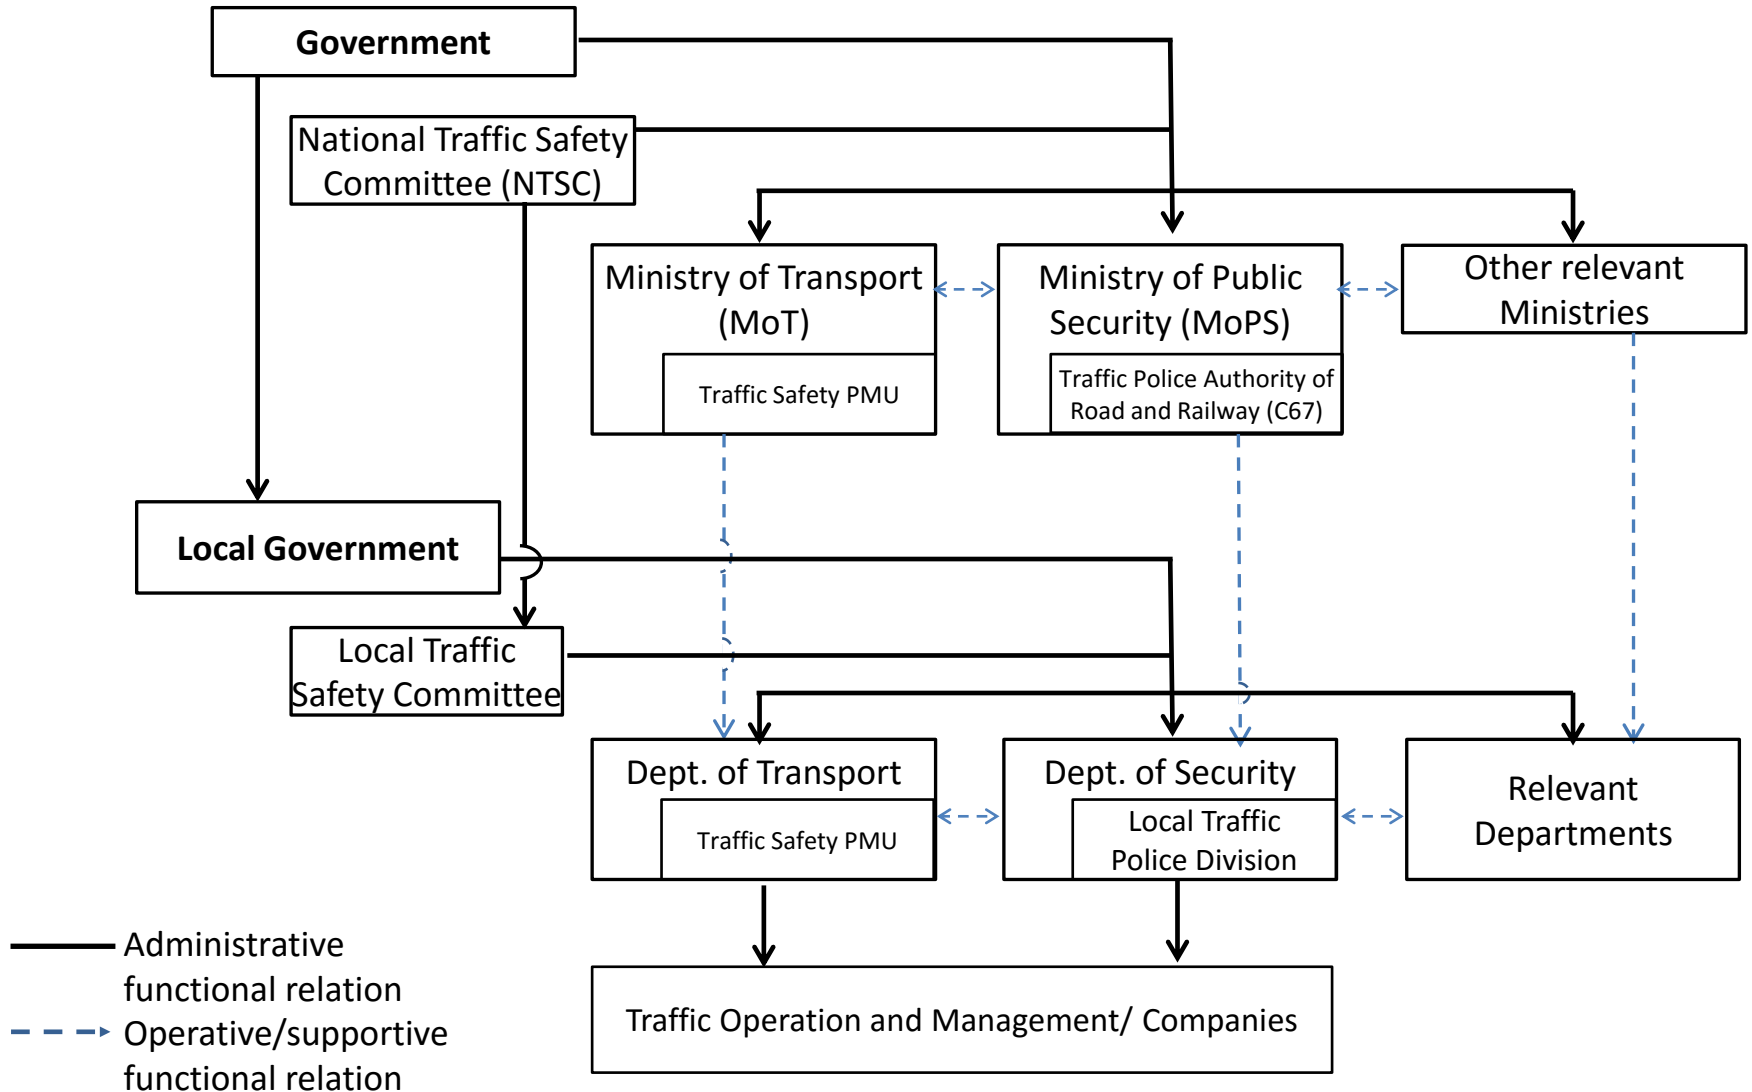 Government
National Traffic Safety
Committee (NTSC)
Ministry of Transport
(MoT)
Traffic Safety PMU
Ministry of Public
Security (MoPS)
Traffic Police Authority of
Road and Railway (C67)
Other relevant
Ministries
Local Government
Local Traffic
Safety Committee
Dept. of Transport
Traffic Safety PMU
Dept. of Security
Local Traffic
Police Division
Relevant
Departments
Traffic Operation and Management/ Companies
Administrative
functional relation
Operative/supportive
functional relation